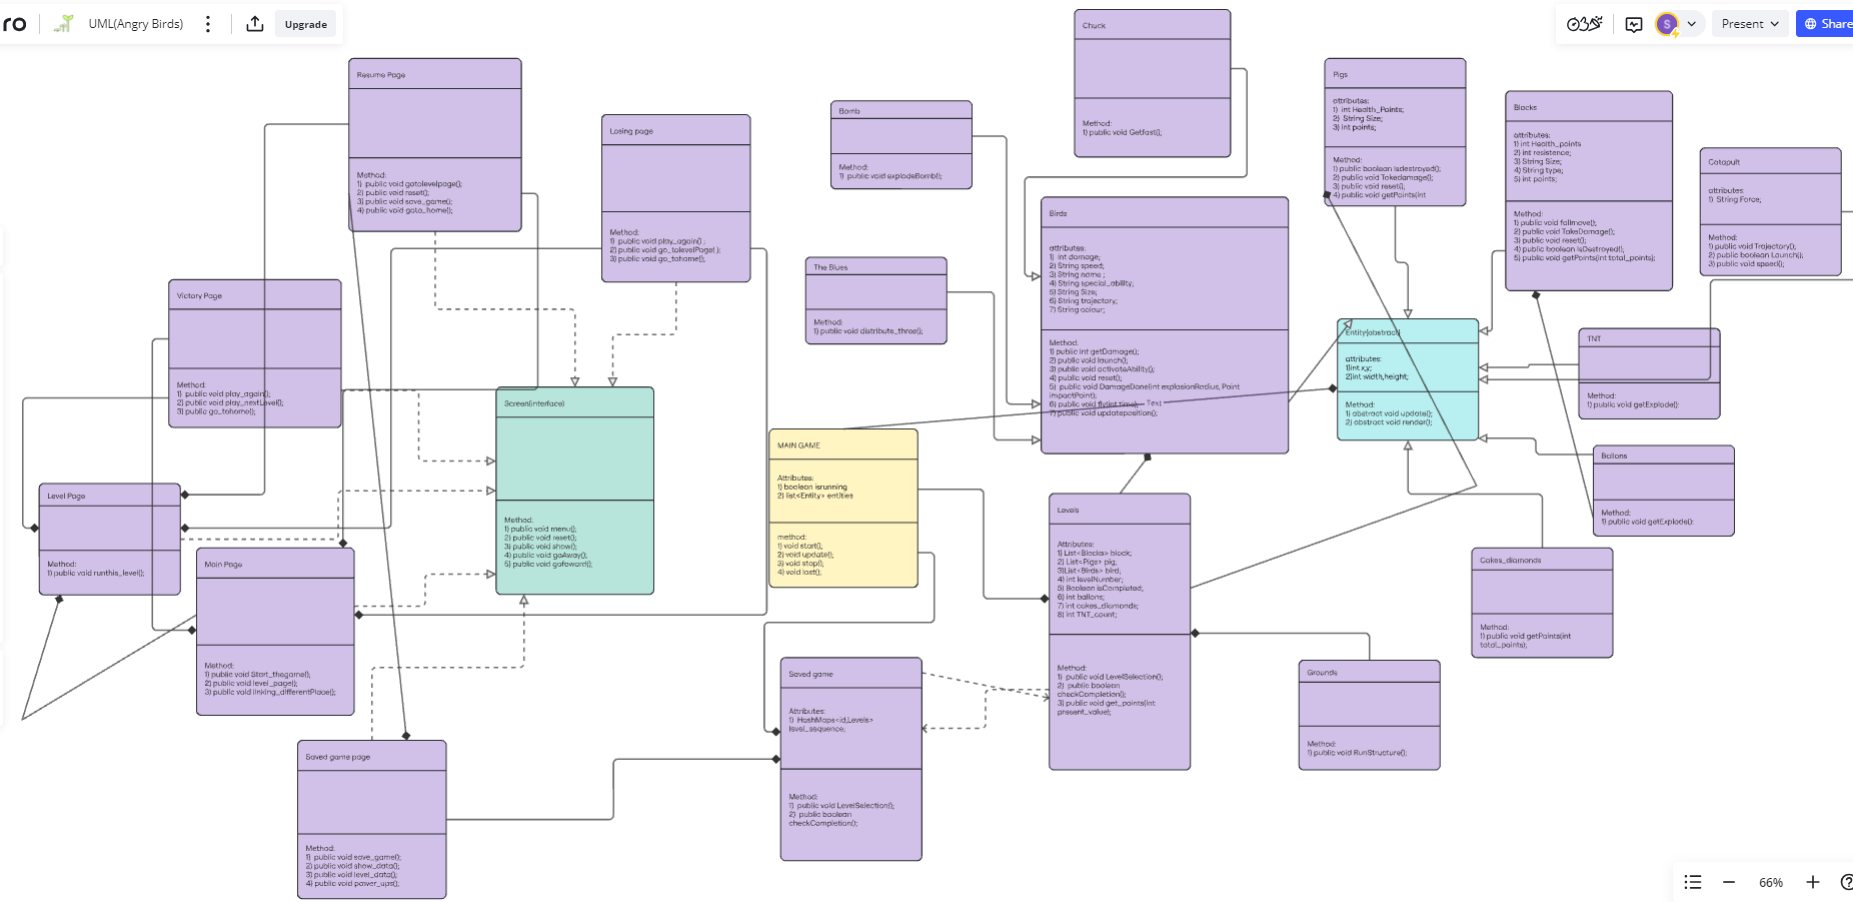 ro
UML(Angry Birds)
Upgrade
S
Present
Share
Chuck
Method:
1) public void Getfast(),
Resume Page
Method:
1) public void gotolevelpage();
2) public void reset();
3) public void save_game();
4) public void goto_home();
Losing page
Method:
1) public void play_again() ;
2) public void go_tolevelPage( );
3) public void go_tohome();
Bomb
Method:
1) public void explodeBomb();
Pigs
attributes:
1) int Health_Points;
2) String Size;
3) int points;
Method:
1) public boolean isdestroyed();
2) public void Takedamage();
3) public void reset();
4) public void getPoints(int
Blocks
attributes:
1) int Health_points
2) int resistence;
3) String Size;
4) String type;
5) int points;
Method:
1) public void fallmove();
2) public void TakeDamage();
3) public void reset();
4) public boolean isDestroyed();
5) public void getPoints(int total_points);
Catapult
attributes:
1) String Force;
Method:
1) public void Trajectory();
2) public boolean Launch();
3) public void speed();
Birds
attributes:
1) int damage;
2) String speed;
3) String name ;
4) String special_ability;
5) String Size;
6) String trajectory;
7) String colour;
Method:
1) public int getDamage();
2) public void launch();
3) public void activateAbility();
4) public void reset();
5) public void DamageDone(int explosionRadius, Point
impactPoint);
6) public void fly(int time);
7) public void updateposition();
Text
The Blues
Method:
1) public void distribute_three();
Victory Page
Method:
1) public void play_again();
2) public void play_nextLevel();
3) public go_tohome();
Entity(abstract)
attributes:
1)int x,y;
2)int width,height;
Method:
1) abstract void update();
2) abstract void render();
TNT
Method:
1) public void getExplode();
Screen(interface)
Method:
1) public void menu();
2) public void reset();
3) public void show();
4) public void goAway();
5) public void goforward();
MAIN GAME
Attributes:
1) boolean isrunning
2) list<Entity> entities
method:
1) void start();
2) void update();
3) void stop();
4) void last();
Ballons
Method:
1) public void getExplode();
Level Page
Method:
1) public void runthis_level();
Levels
Attributes:
1) List<Blocks> block;
2) List<Pigs> pig;
3)List<Birds> bird,
4) int levelNumber;
5) Boolean isCompleted,
6) int ballons;
7) int cakes_diamonds;
8) int TNT_count;
Method:
1) public void LevelSelection();
2) public boolean
checkCompletion();
3) public void get_points(int
present_value);
Main Page
Method:
1) public void Start_thegame();
2) public void level_page();
3) public void linking_differentPlace();
Cakes_diamonds
Method:
1) public void getPoints(int
total_points);
Saved game
Attributes:
1) HashMaps<id,Levels>
level_sequence;
Method:
1) public void LevelSelection();
2) public boolean
checkCompletion();
Grounds
Method:
1) public void RunStructure();
Saved game page
Method:
1) public void save_game();
2) public void show_data();
3) public void level_data();
4) public void power_ups();
66%